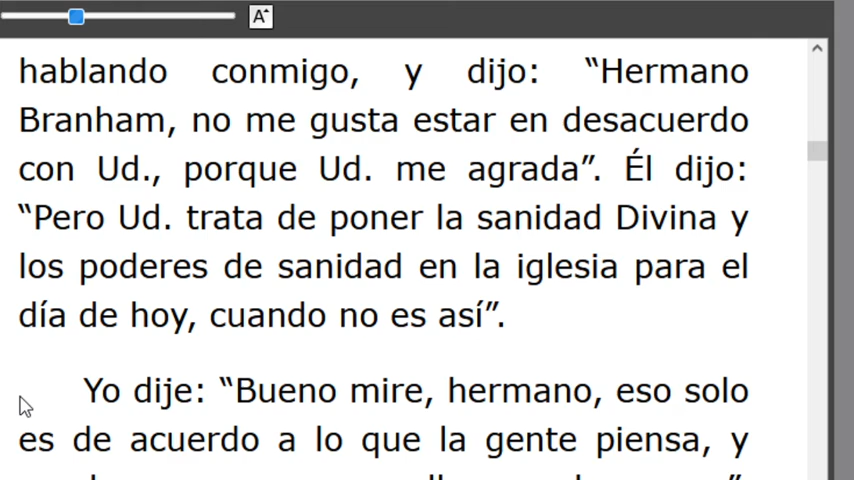 A
hablando conmigo, y dijo: “Hermano
Branham, no me gusta estar en desacuerdo
con Ud., porque Ud. me agrada”. Él dijo:
“Pero Ud. trata de poner la sanidad Divina y
los poderes de sanidad en la iglesia para el
día de hoy, cuando no es así”.
Yo dije: “Bueno mire, hermano, eso solo
es de acuerdo a lo que la gente piensa, y